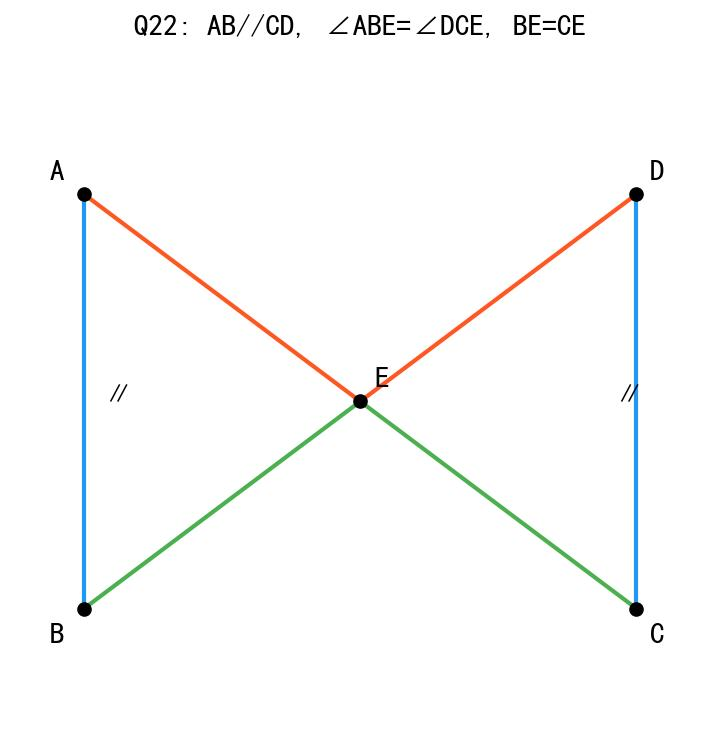 Q22: AB//CD, ∠ABE=∠DCE, BE=CE
A
D
E
//
//
B
C